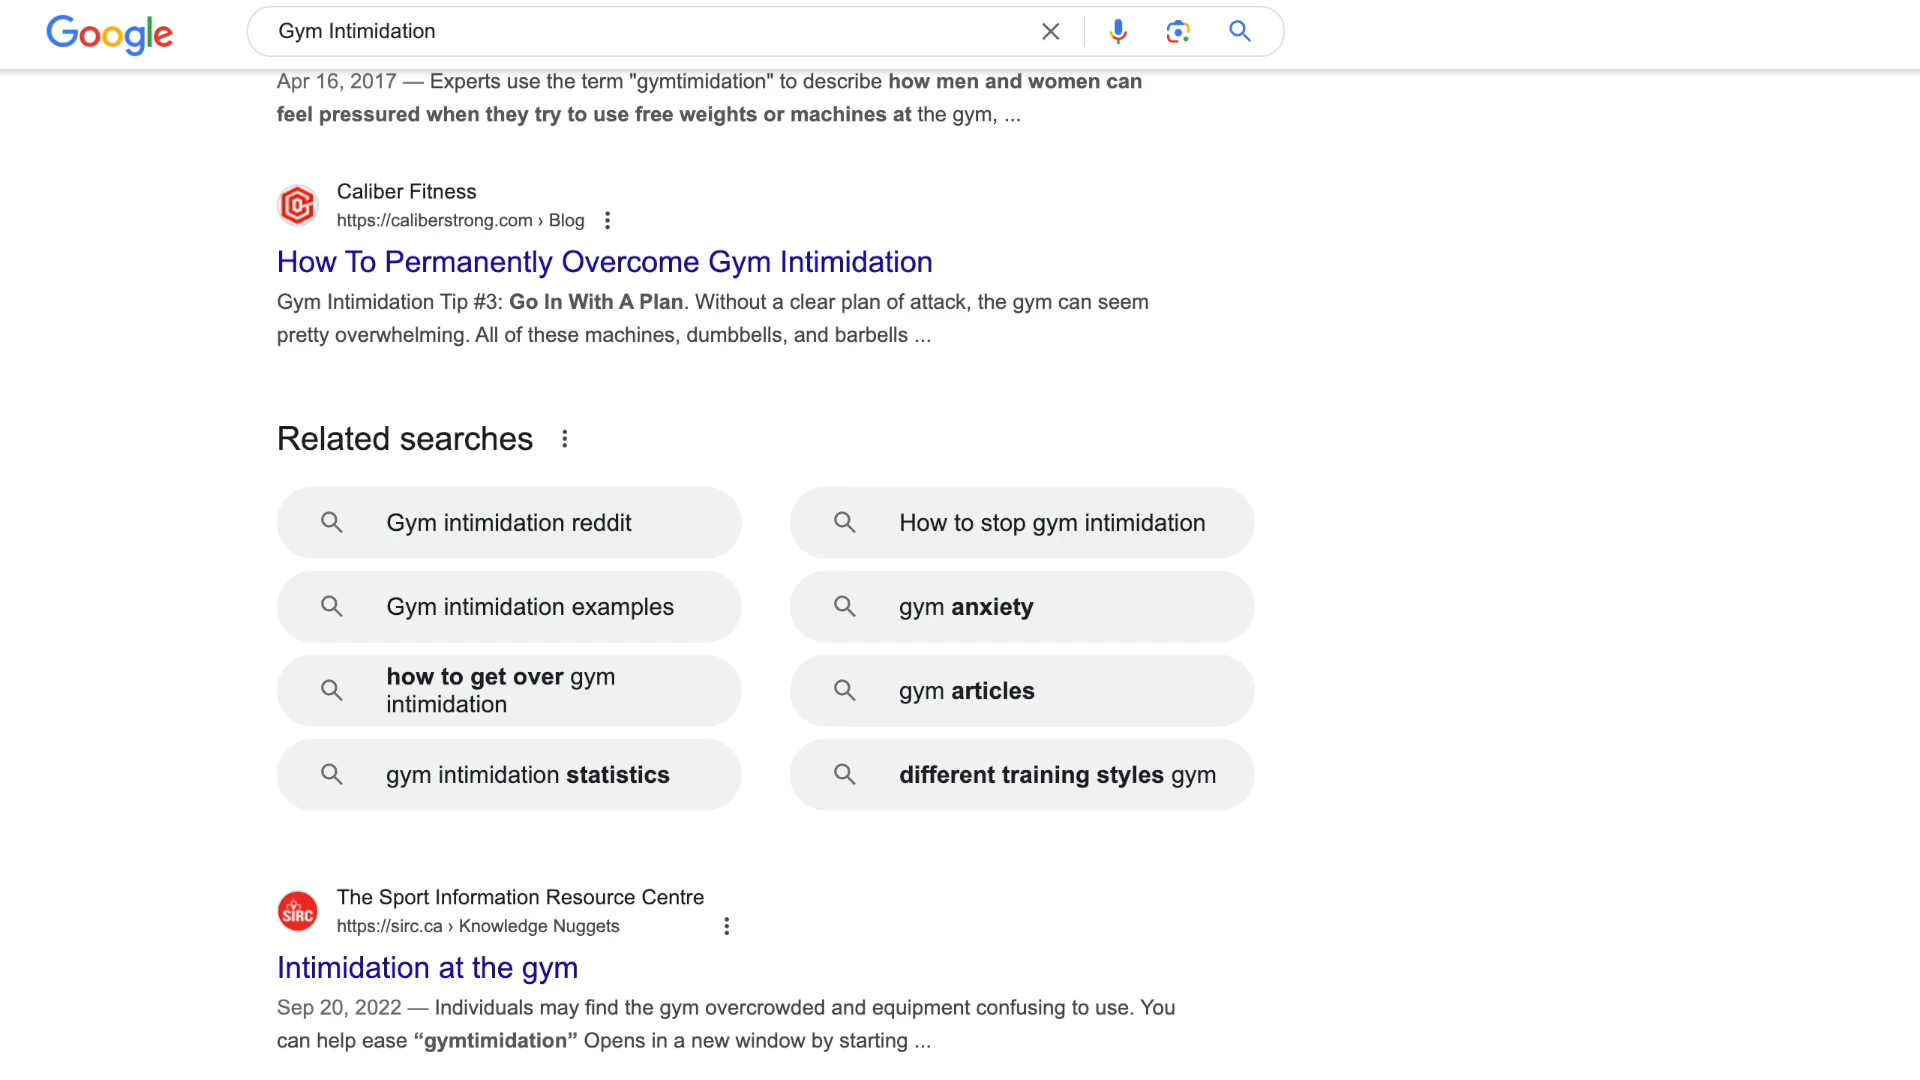 Google
Gym Intimidation
Apr 16, 2017 — Experts use the term "gymtimidation" to describe how men and women can
feel pressured when they try to use free weights or machines at the gym, ...
Caliber Fitness
https://caliberstrong.com › Blog
How To Permanently Overcome Gym Intimidation
Gym Intimidation Tip #3: Go In With A Plan. Without a clear plan of attack, the gym can seem
pretty overwhelming. All of these machines, dumbbells, and barbells ...
Related searches
Gym intimidation reddit
How to stop gym intimidation
Gym intimidation examples
gym anxiety
how to get over gym
intimidation
gym articles
gym intimidation statistics
different training styles gym
SIRC
The Sport Information Resource Centre
https://sirc.ca › Knowledge Nuggets
Intimidation at the gym
Sep 20, 2022 — Individuals may find the gym overcrowded and equipment confusing to use. You
can help ease “gymtimidation” Opens in a new window by starting ...